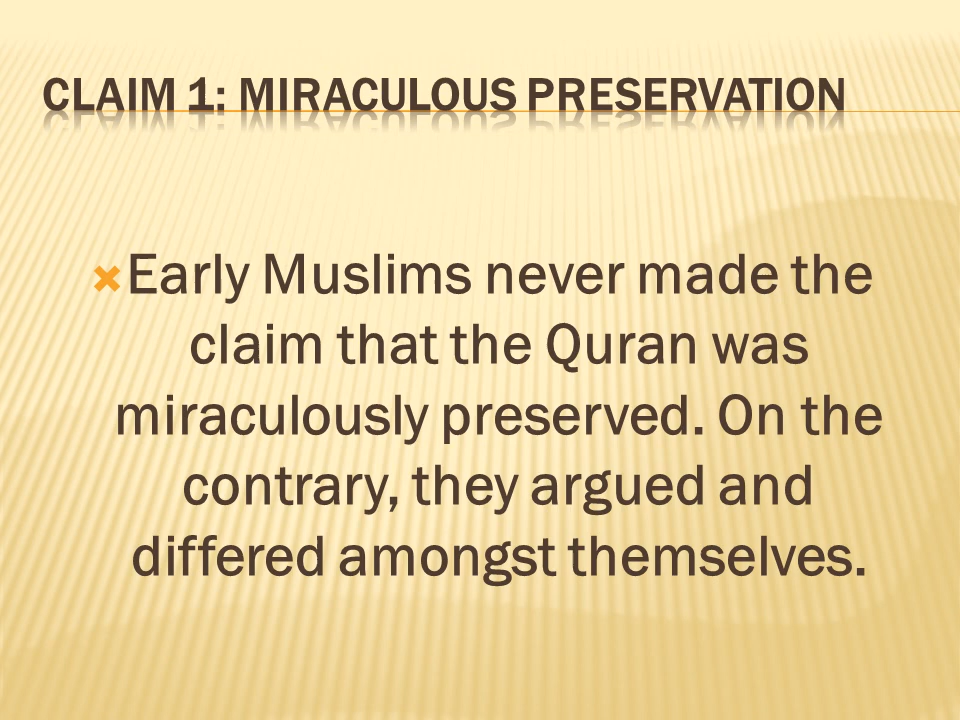 CLAIM 1: MIRACULOUS PRESERVATION
Early Muslims never made the
claim that the Quran was
miraculously preserved. On the
contrary, they argued and
differed amongst themselves.